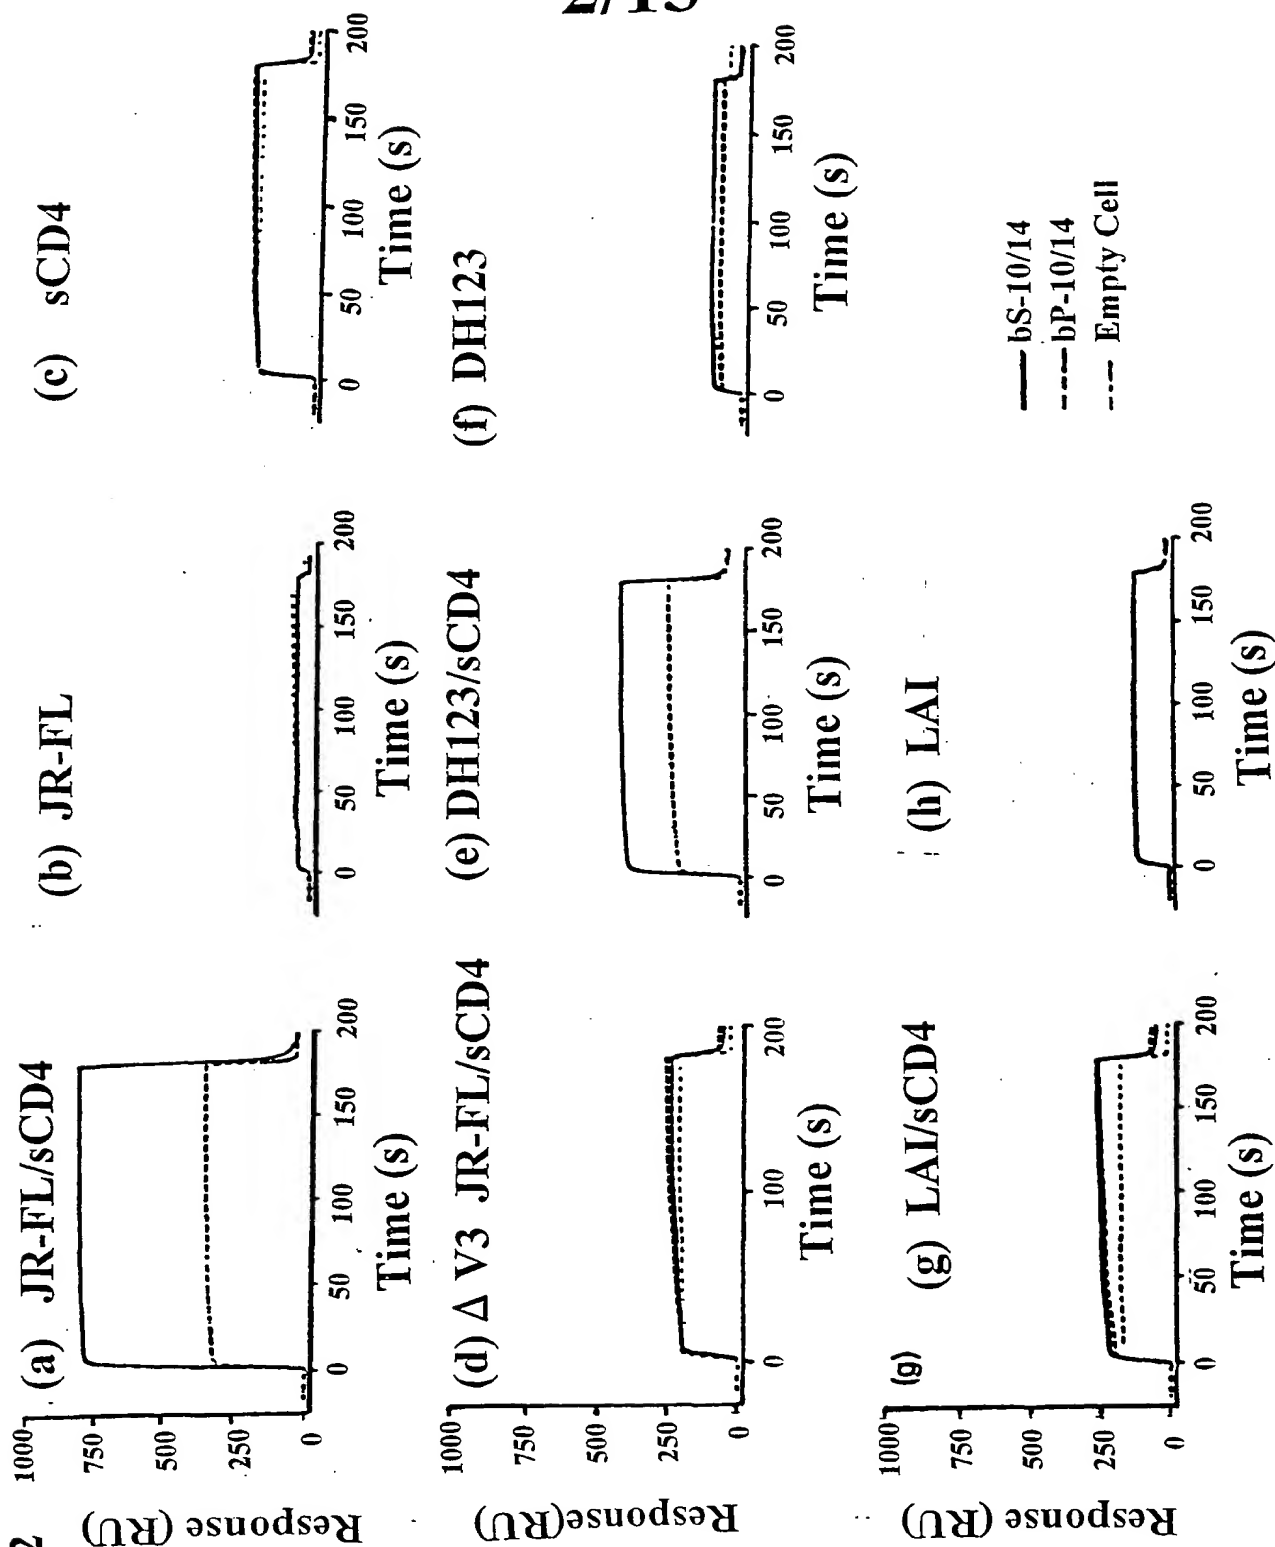 2/13
2
(a) JR-FL/sCD4
(b) JR-FL
(c) sCD4
Response (RU)
1000
750
500
250
0
0 50 100 150 200
Time (s)
0 50 100 150 200
Time (s)
0 50 100 150 200
Time (s)
(d) Δ V3 JR-FL/sCD4
(e) DH123/sCD4
(f) DH123
Response(RU)
1000
500
250
0
0 100 200
Time (s)
0 50 100 150 200
Time (s)
0 50 100 150 200
Time (s)
(g)
(g) LAI/sCD4
(h) LAI
Response (RU)
1000
750
500
250
0
0 50 100 150 200
Time (s)
0 50 100 150 200
Time (s)
bS-10/14
bP-10/14
Empty Cell